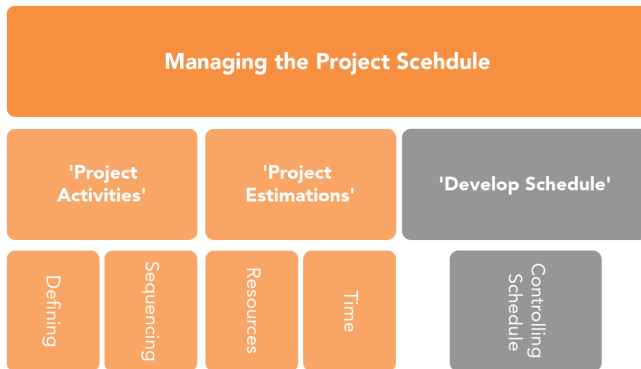 Managing the Project Scehdule
'Project
Activities'
'Project
Estimations'
'Develop Schedule'
Defining
Sequencing
Resources
Time
Controlling
Schedule